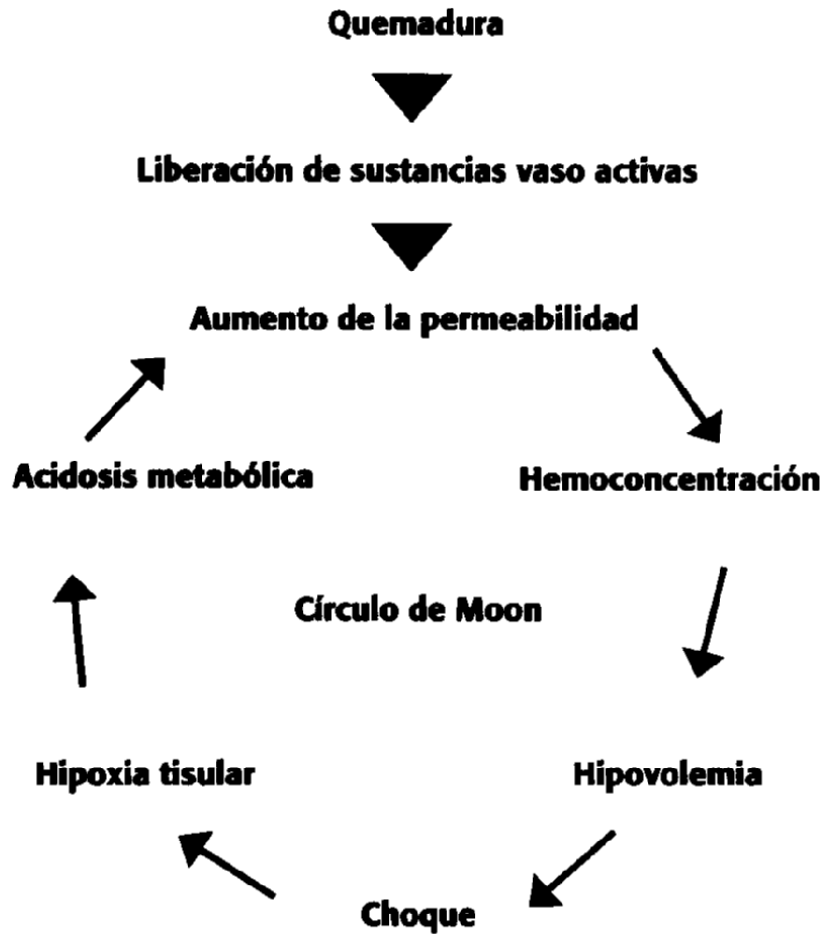 Quemadura
Liberación de sustancias vaso activas
Aumento de la permeabilidad
Acidosis metabólica
Hemoconcentración
Círculo de Moon
Hipoxia tisular
Hipovolemia
Choque